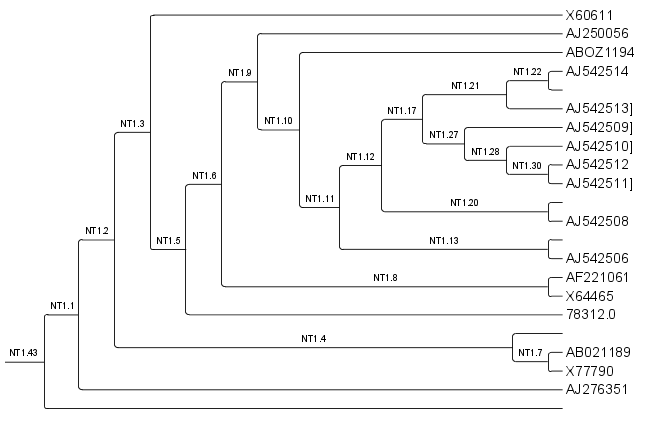 X60611
AJ250056
ABOZ1194
NT1.9
NT1.22
AJ542514
NT1.21
AJ542513]
NT1.3
NT1.10
NT1.17
AJ542509]
NT1.27
AJ542510]
NT1.28
NT1.12
NT1.30
AJ542512
NT1.6
AJ542511]
NT1.11
NT1.20
AJ542508
NT1.2
NT1.5
NT1.13
AJ542506
NT1.8
AF221061
X64465
NT1.1
78312.0
NT1.4
NT1.43
NT1.7
AB021189
X77790
AJ276351